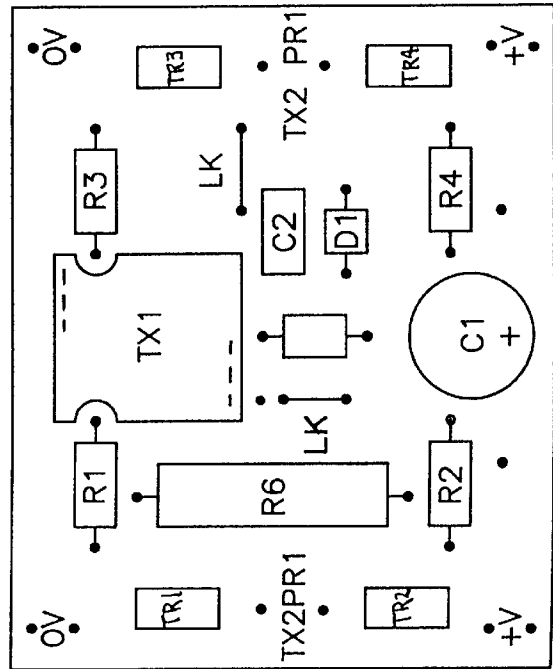 0V
TR3
PR1
TX2
TR4
+V
R3
LK
C2
D1
R4
TX1
C1
+
LK
R1
R6
R2
0V
TR1
TX2PR1
TR2
+V